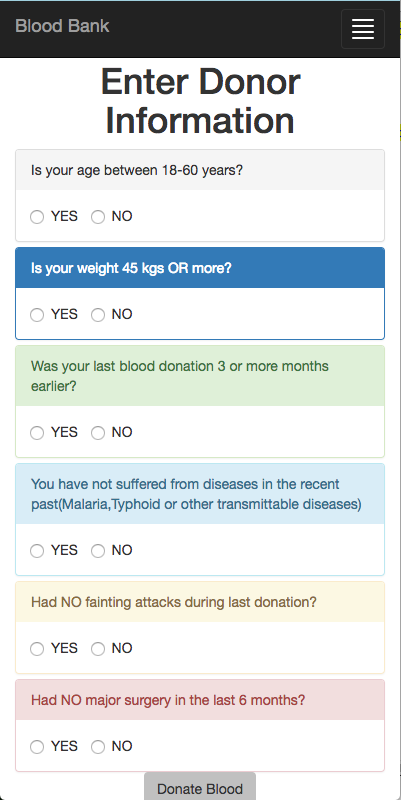 Blood Bank
Enter Donor
Information
Is your age between 18-60 years?
YES NO
Is your weight 45 kgs OR more?
YES NO
Was your last blood donation 3 or more months
earlier?
YES NO
You have not suffered from diseases in the recent
past(Malaria,Typhoid or other transmittable diseases)
YES NO
Had NO fainting attacks during last donation?
YES NO
Had NO major surgery in the last 6 months?
YES NO
Donate Blood